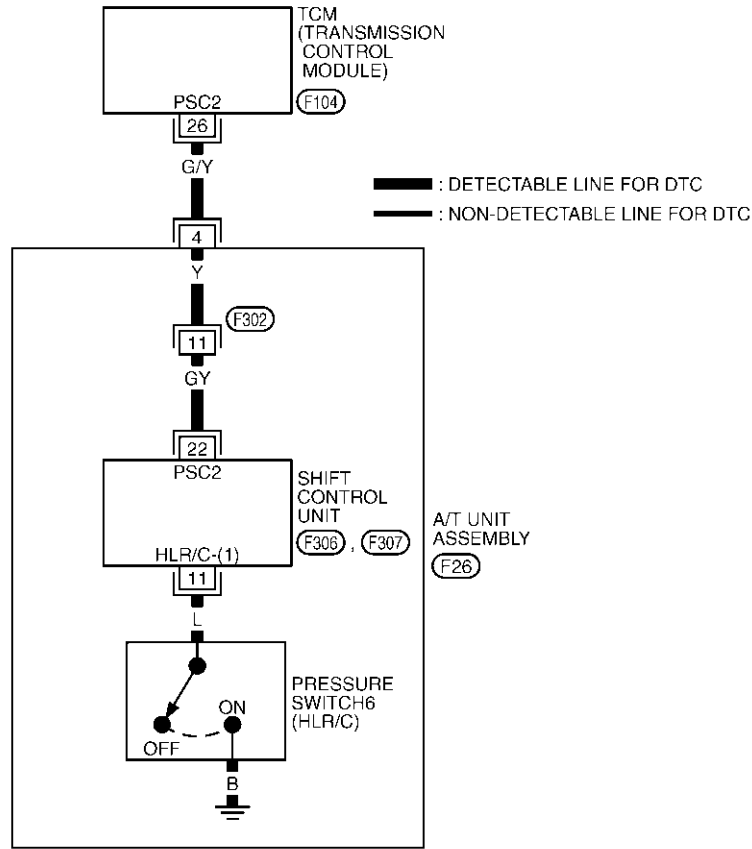 TCM
(TRANSMISSION
CONTROL
MODULE)
F104
PSC2
26
G/Y
: DETECTABLE LINE FOR DTC
: NON-DETECTABLE LINE FOR DTC
4
Y
F302
11
GY
22
PSC2
SHIFT
CONTROL
UNIT
F306 , F307
HLR/C-(1)
11
A/T UNIT
ASSEMBLY
F26
L
PRESSURE
SWITCH6
(HLR/C)
ON
OFF
B